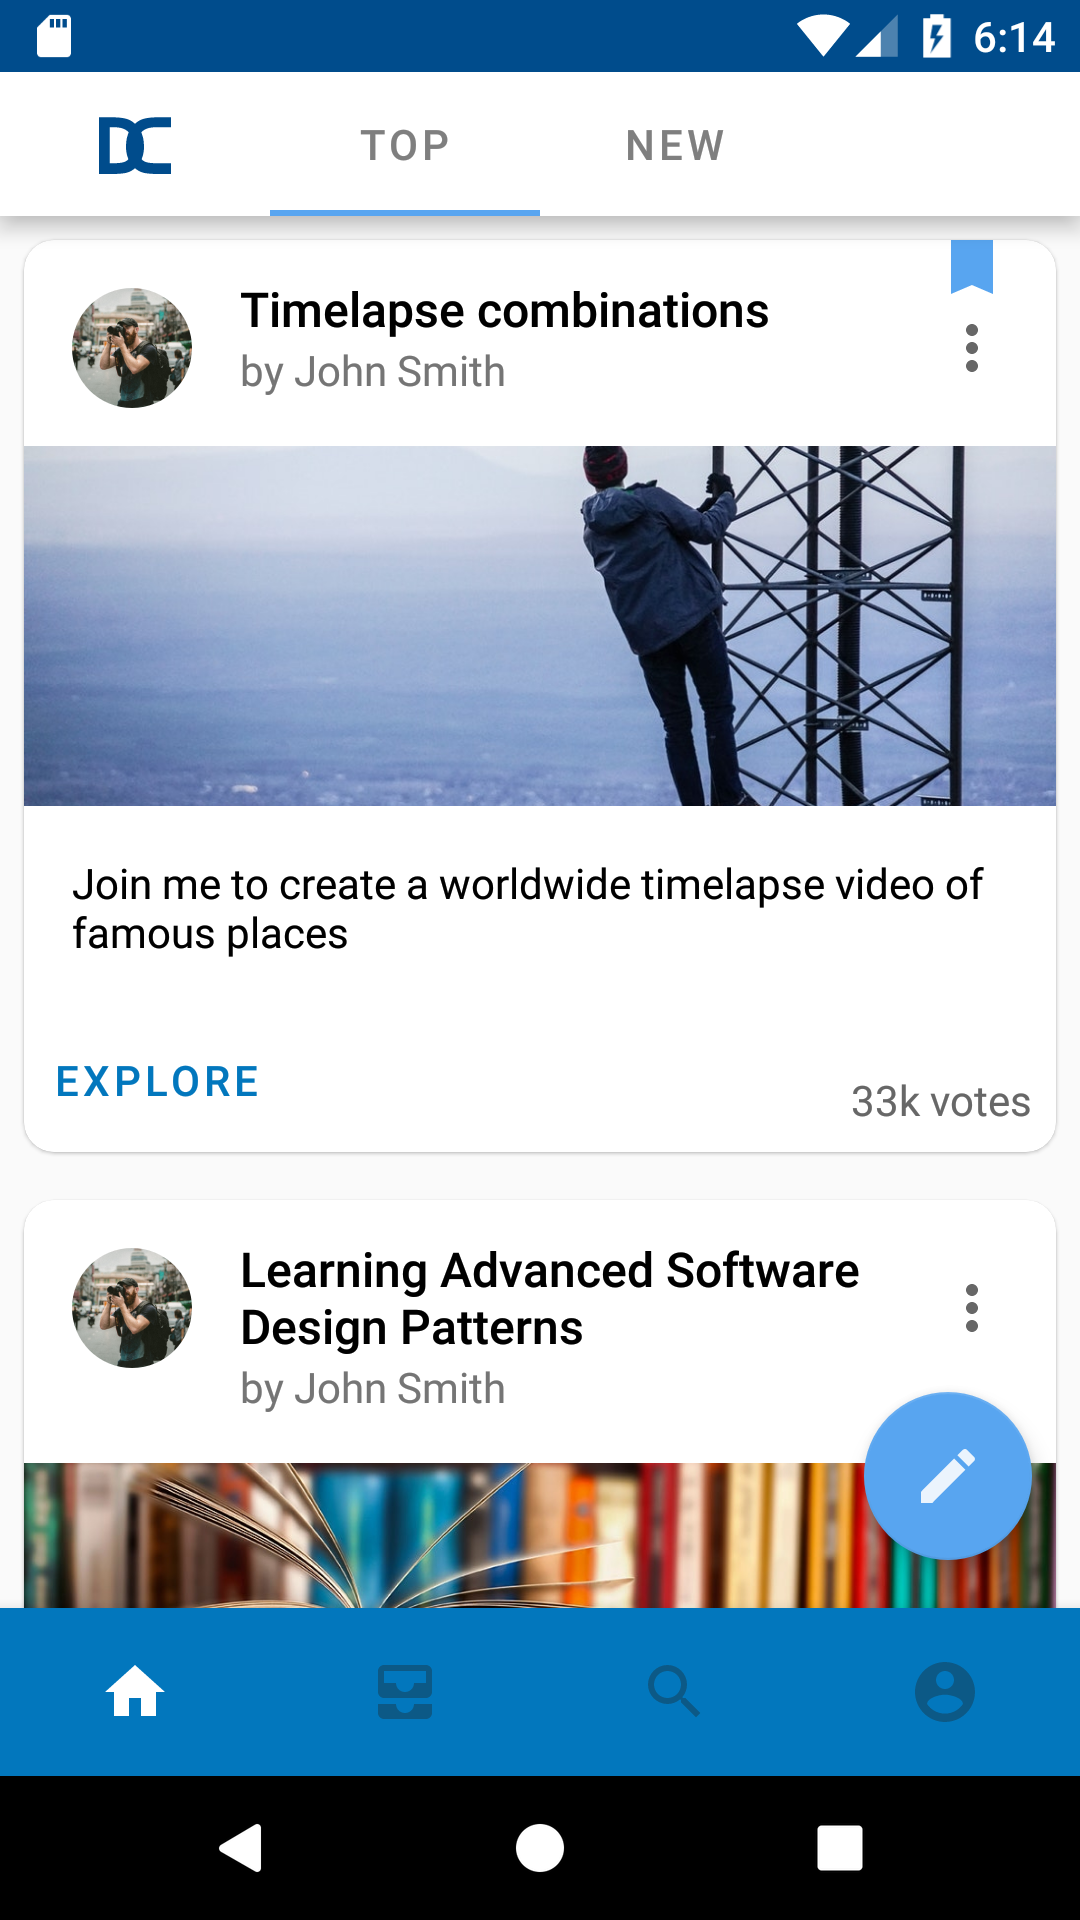 6:14
DC
TOP
NEW
Timelapse combinations
by John Smith
Join me to create a worldwide timelapse video of
famous places
EXPLORE
33k votes
Learning Advanced Software
Design Patterns
by John Smith